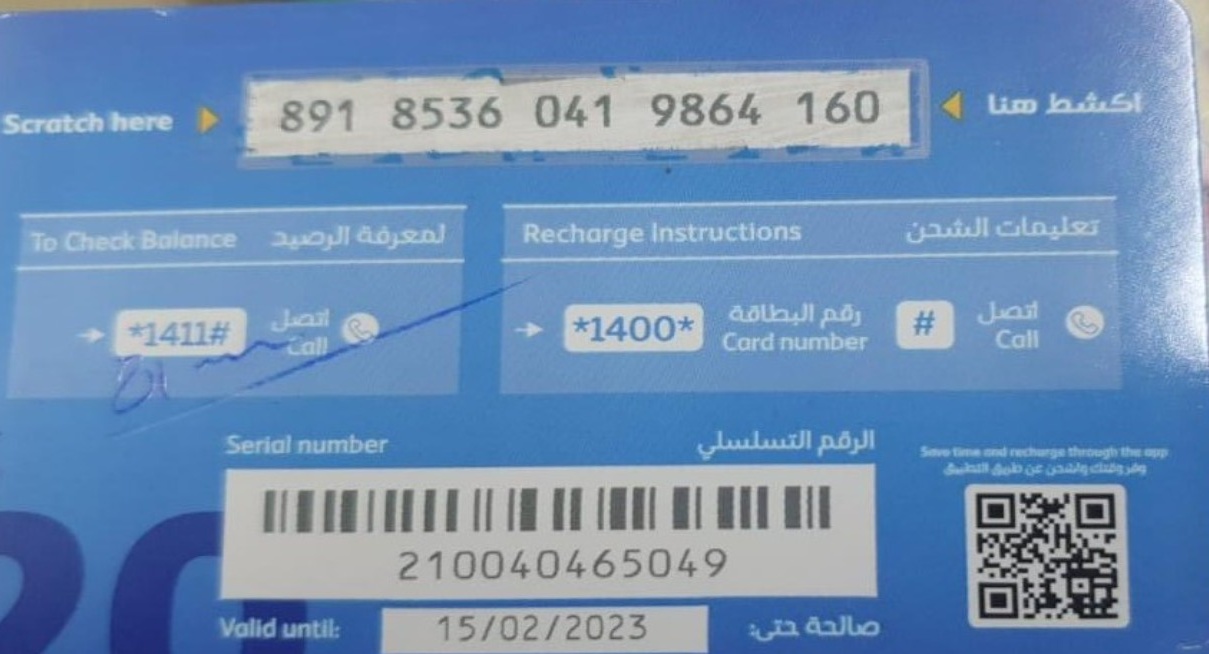 Scratch here 891 8536 041 9864 160 اكشط هنا
To Check Balance لمعرفة الرصيد
*1411# اتصل
Call
Recharge Instructions تعليمات الشحن
*1400* رقم البطاقة # اتصل
Card number Call
Serial number الرقم التسلسلي
210040465049
Valid until: 15/02/2023 صالحة حتى:
Save time and recharge through the app
وفر وقتك واشحن عن طريق التطبيق
20